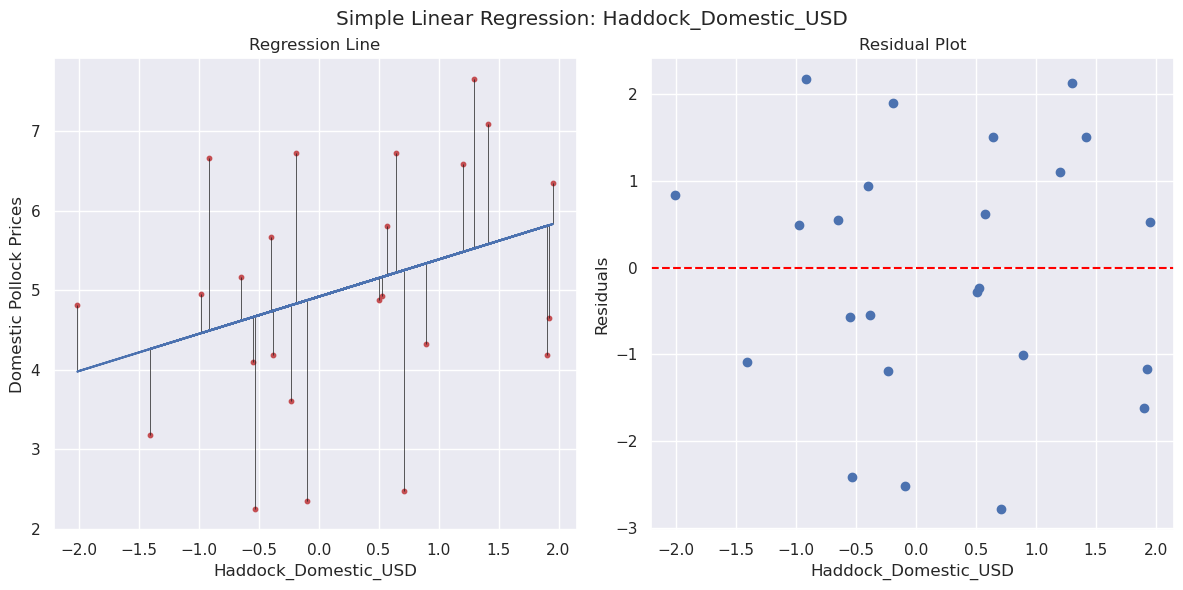 Simple Linear Regression: Haddock_Domestic_USD
Regression Line
Domestic Pollock Prices
7
6
5
4
3
2
−2.0 −1.5 −1.0 −0.5 0.0 0.5 1.0 1.5 2.0
Haddock_Domestic_USD
Residual Plot
Residuals
2
1
0
−1
−2
−3
−2.0 −1.5 −1.0 −0.5 0.0 0.5 1.0 1.5 2.0
Haddock_Domestic_USD